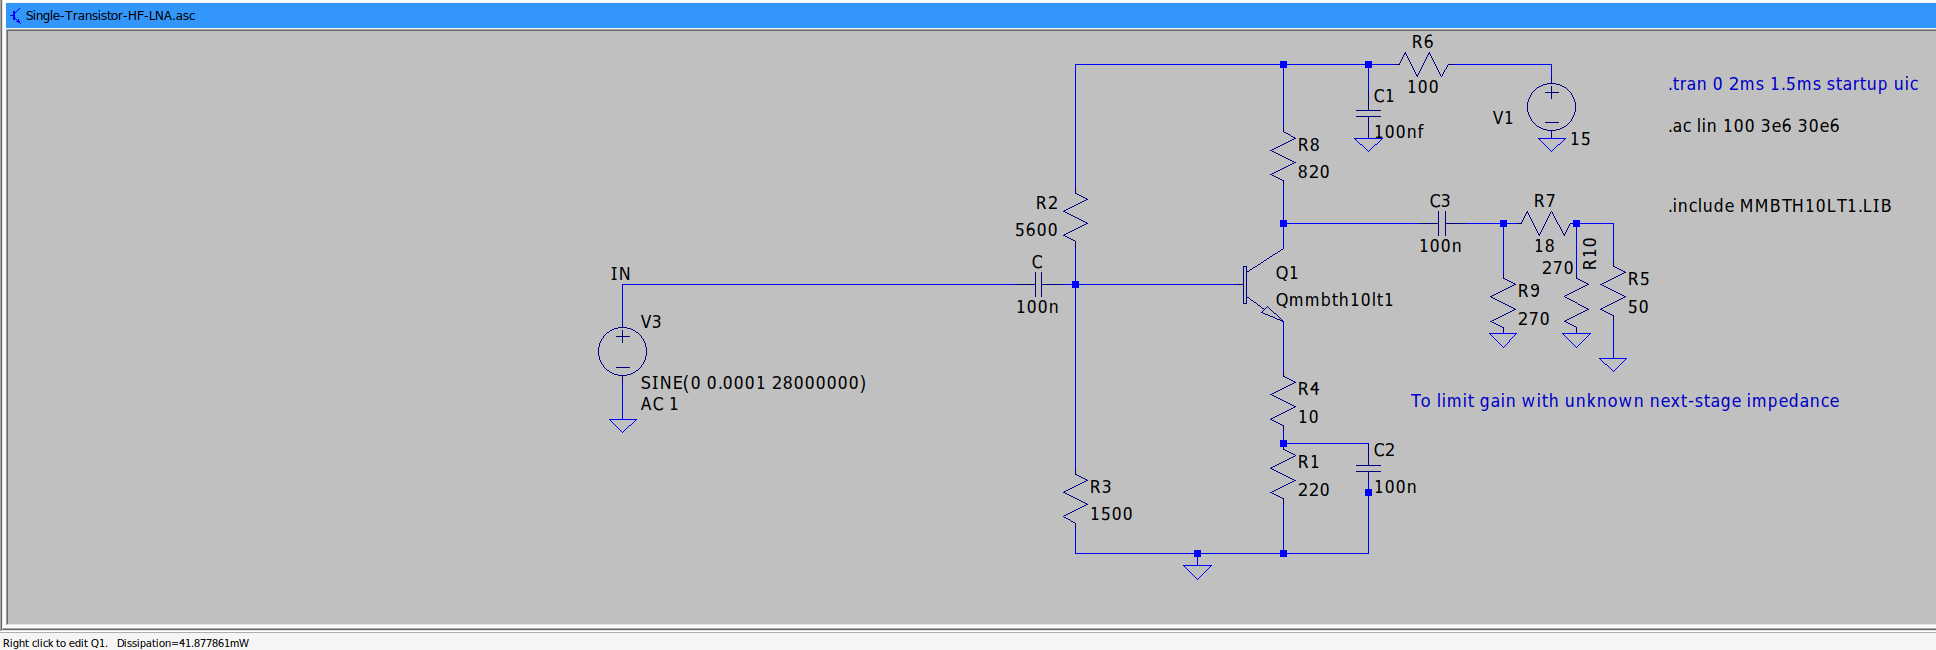 Single-Transistor-HF-LNA.asc
R6
100
C1
100nf
V1
15
.tran 0 2ms 1.5ms startup uic
.ac lin 100 3e6 30e6
.include MMBTH10LT1.LIB
R8
820
R2
5600
C3
100n
R7
18
270
R10
R9
270
R5
50
IN
C
100n
Q1
Qmmbth10lt1
V3
SINE(0 0.0001 28000000)
AC 1
R4
10
To limit gain with unknown next-stage impedance
R1
220
C2
100n
R3
1500
Right click to edit Q1. Dissipation=41.877861mW